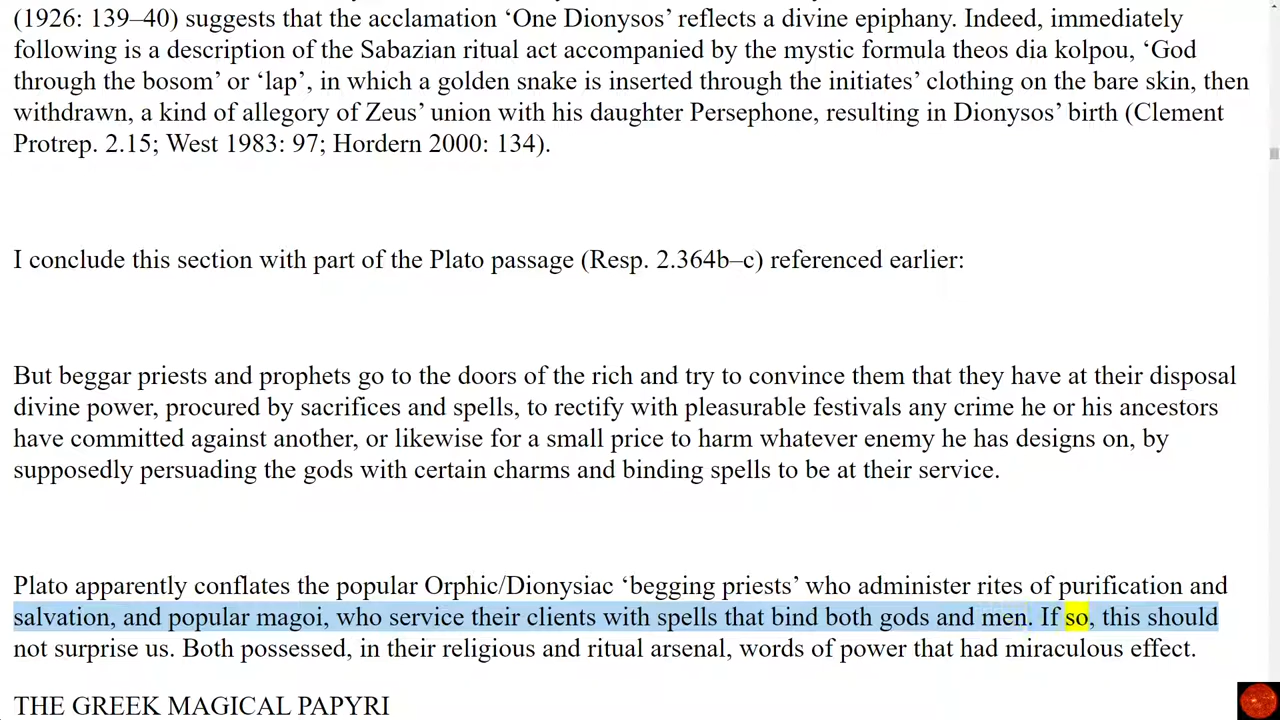 (1926: 139–40) suggests that the acclamation ‘One Dionysos’ reflects a divine epiphany. Indeed, immediately
following is a description of the Sabazian ritual act accompanied by the mystic formula theos dia kolpou, ‘God
through the bosom’ or ‘lap’, in which a golden snake is inserted through the initiates’ clothing on the bare skin, then
withdrawn, a kind of allegory of Zeus’ union with his daughter Persephone, resulting in Dionysos’ birth (Clement
Protrep. 2.15; West 1983: 97; Hordern 2000: 134).
I conclude this section with part of the Plato passage (Resp. 2.364b–c) referenced earlier:
But beggar priests and prophets go to the doors of the rich and try to convince them that they have at their disposal
divine power, procured by sacrifices and spells, to rectify with pleasurable festivals any crime he or his ancestors
have committed against another, or likewise for a small price to harm whatever enemy he has designs on, by
supposedly persuading the gods with certain charms and binding spells to be at their service.
Plato apparently conflates the popular Orphic/Dionysiac ‘begging priests’ who administer rites of purification and
salvation, and popular magoi, who service their clients with spells that bind both gods and men. If so, this should
not surprise us. Both possessed, in their religious and ritual arsenal, words of power that had miraculous effect.
THE GREEK MAGICAL PAPYRI